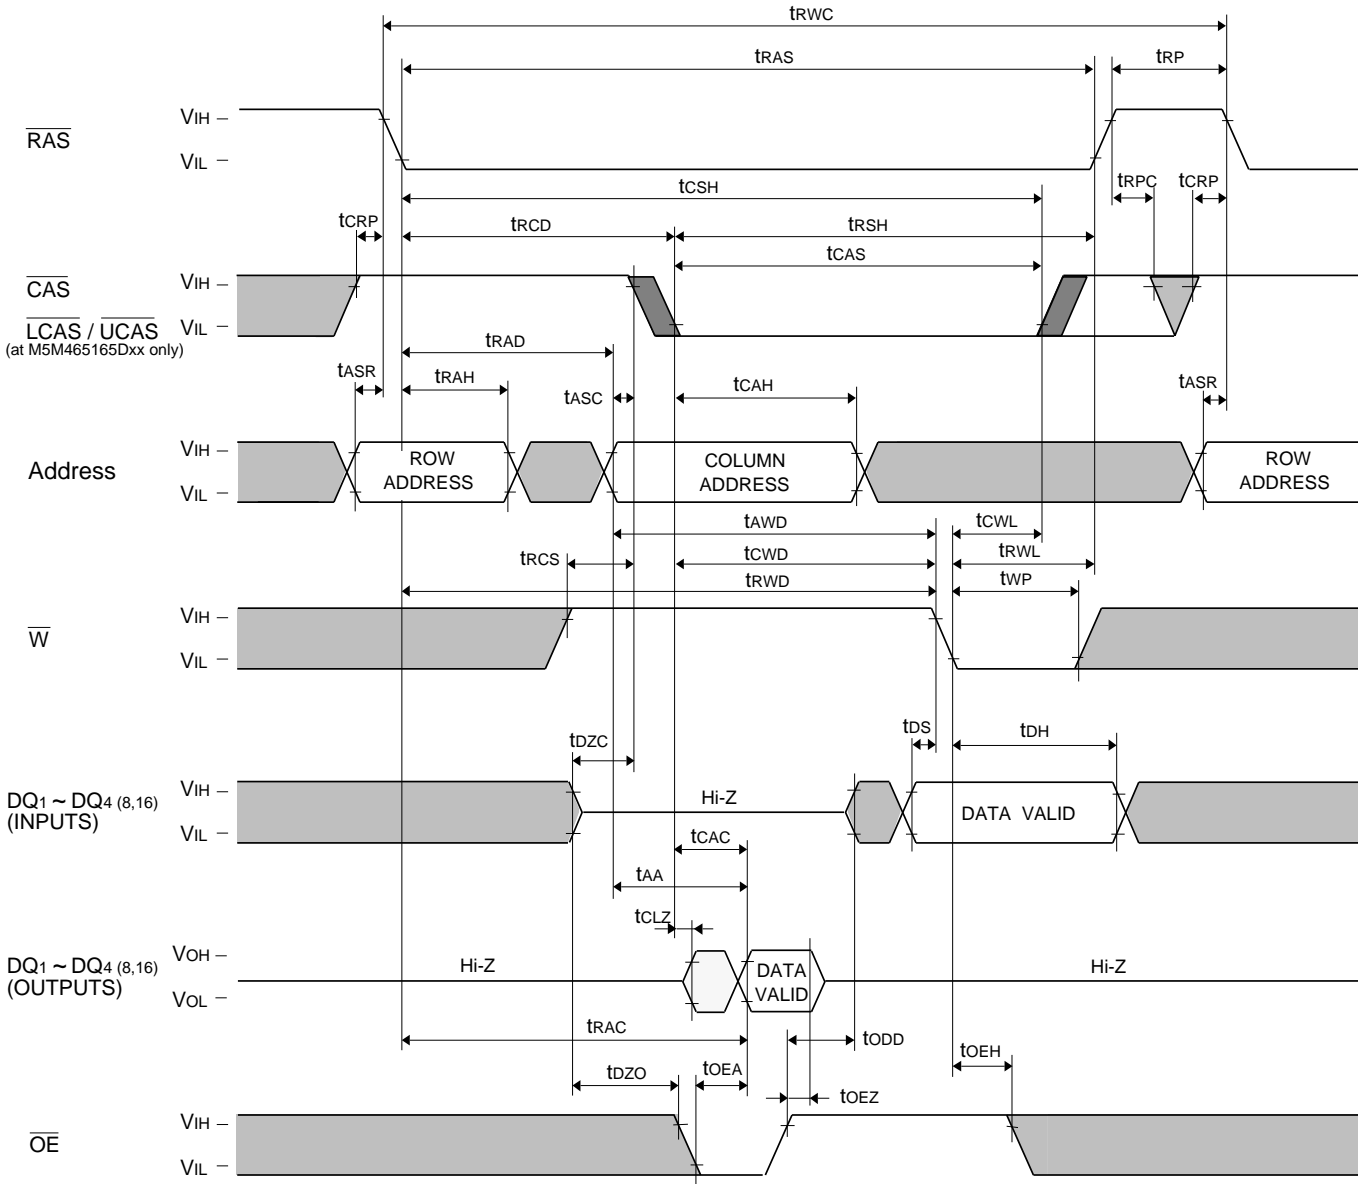 tRWC
tRAS
tRP
RAS
VIH
VIL
tCSH
tRPC
tCRP
tCRP
tRCD
tRSH
tCAS
CAS
VIH
LCAS / UCAS
VIL
(at M5M465165Dxx only)
tRAD
tASR
tRAH
tASC
tCAH
tASR
Address
VIH
VIL
ROW
ADDRESS
COLUMN
ADDRESS
ROW
ADDRESS
tAWD
tCWL
tRCS
tCWD
tRWL
tRWD
tWP
W
VIH
VIL
tDS
tDH
tDZC
DQ1 ~ DQ4 (8,16)
(INPUTS)
VIH
VIL
Hi-Z
DATA VALID
tCAC
tAA
tCLZ
DQ1 ~ DQ4 (8,16)
(OUTPUTS)
VOH
VOL
Hi-Z
DATA
VALID
Hi-Z
tRAC
tODD
tDZO
tOEA
tOEZ
tOEH
OE
VIH
VIL